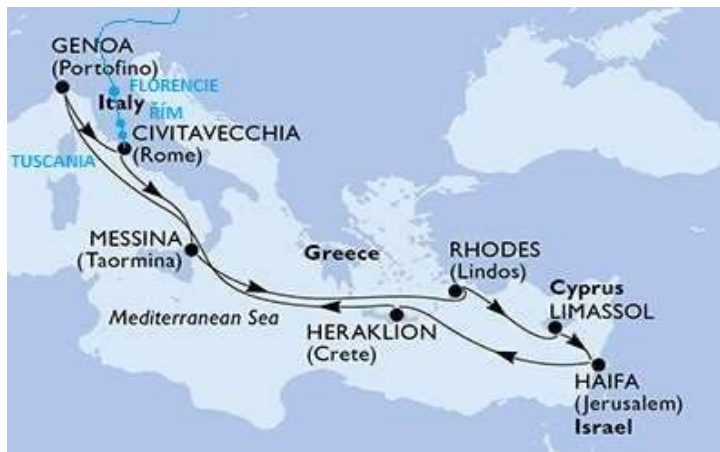 GENOA
(Portofino)
FLORENCIE
Italy
ŘÍM
CIVITAVECCHIA
(Rome)
TUSCANIA
MESSINA
(Taormina)
Greece
RHODES
(Lindos)
Cyprus
LIMASSOL
Mediterranean Sea
HERAKLION
(Crete)
HAIFA
(Jerusalem)
Israel